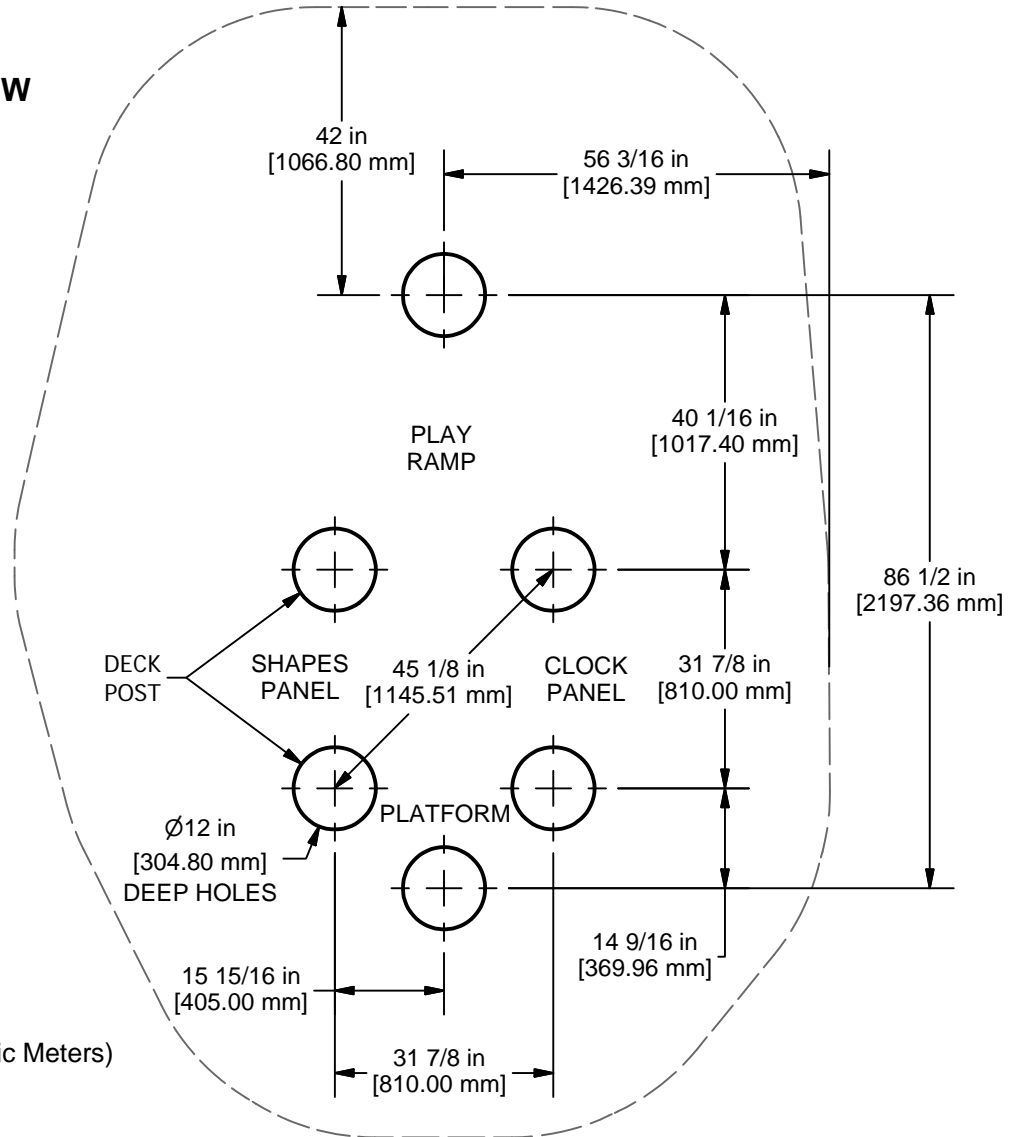 W
42 in
[1066.80 mm]
56 3/16 in
[1426.39 mm]
PLAY
RAMP
40 1/16 in
[1017.40 mm]
86 1/2 in
[2197.36 mm]
DECK
POST
SHAPES
PANEL
45 1/8 in
[1145.51 mm]
CLOCK
PANEL
31 7/8 in
[810.00 mm]
PLATFORM
Ø12 in
[304.80 mm]
DEEP HOLES
14 9/16 in
[369.96 mm]
15 15/16 in
[405.00 mm]
ic Meters)
31 7/8 in
[810.00 mm]